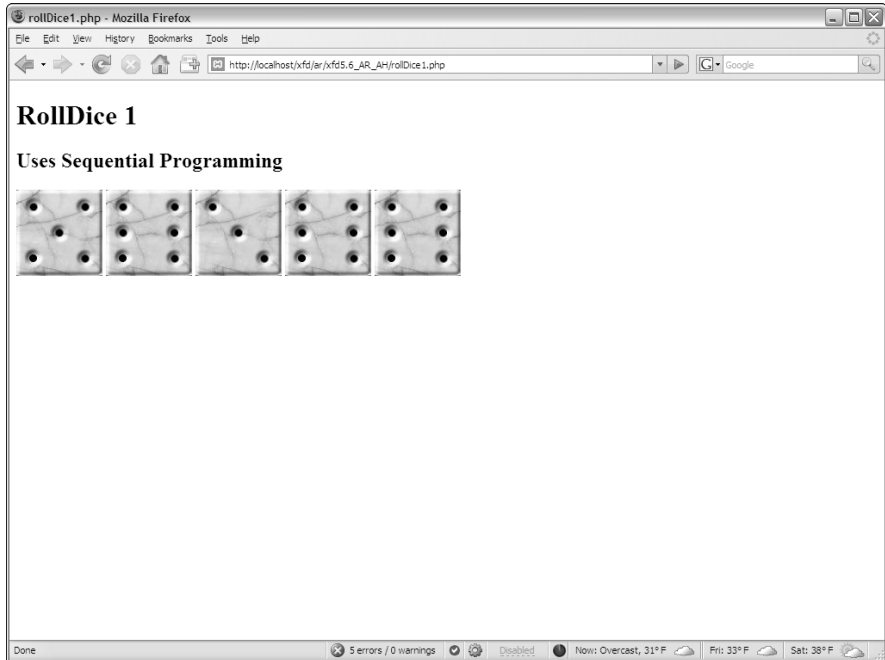 rollDice1.php - Mozilla Firefox
File Edit View History Bookmarks Tools Help
http://localhost/xfd/ar/xfd5.6_AR_AH/rollDice1.php
G Google
RollDice 1
Uses Sequential Programming
Done 5 errors / 0 warnings Disabled Now: Overcast, 31° F Fri: 33° F Sat: 38° F